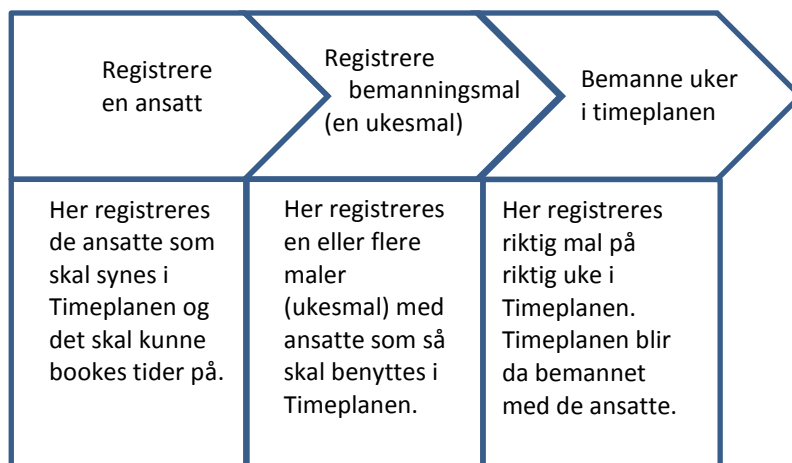 Registrere
en ansatt
Registrere
bemanningsmal
(en ukesmal)
Bemanne uker
i timeplanen
Her registreres
de ansatte som
skal synes i
Timeplanen og
det skal kunne
bookes tider på.
Her registreres
en eller flere
maler
(ukesmal) med
ansatte som så
skal benyttes i
Timeplanen.
Her registreres
riktig mal på
riktig uke i
Timeplanen.
Timeplanen blir
da bemannet
med de ansatte.